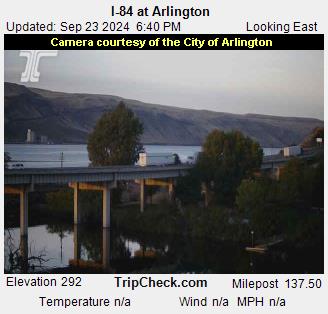 I-84 at Arlington
Updated: Sep 23 2024 6:40 PM Looking East
Camera courtesy of the City of Arlington
Elevation 292 TripCheck.com Milepost 137.50
Temperature n/a Wind n/a MPH n/a